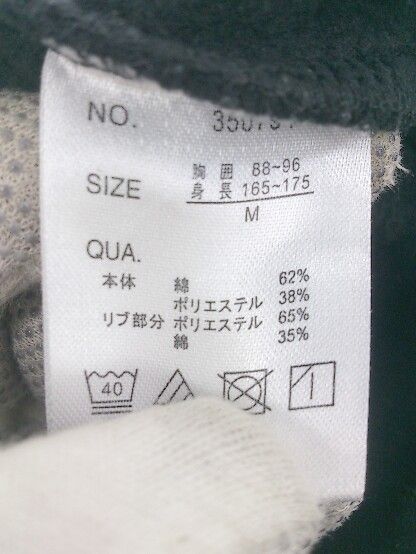 NO.
SIZE 胸囲 88~96
身長 165~175
M
QUA.
本体 綿 62%
ポリエステル 38%
リブ部分 ポリエステル 65%
綿 35%
40